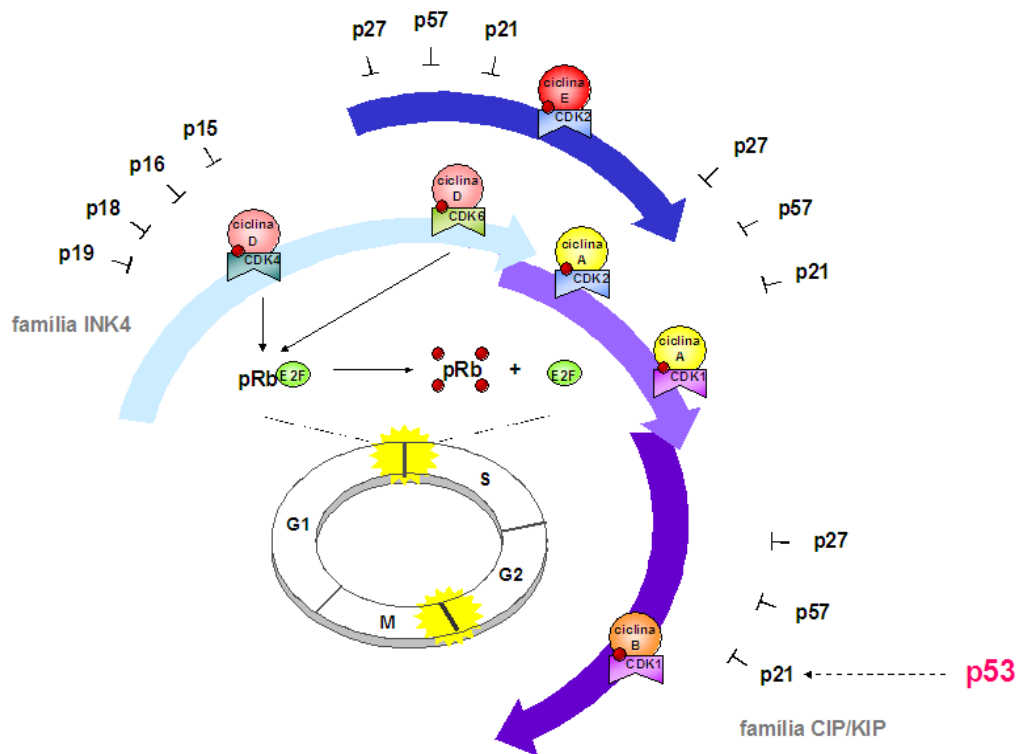 p27
p57
p21
ciclina
E
CDK2
p15
p16
p18
p19
família INK4
ciclina
D
CDK4
ciclina
D
CDK6
ciclina
A
CDK2
ciclina
A
CDK1
p27
p57
p21
pRb
E2F
pRb
+
E2F
G1
S
G2
M
p27
p57
p21
p53
ciclina
B
CDK1
família CIP/KIP